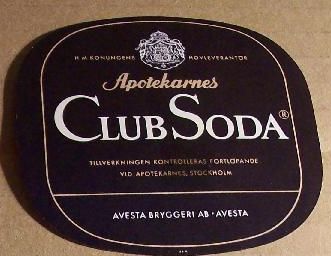 H.M. KONUNGENS HOVLEVERANTÖR
Apotekarnes
CLUB SODA®
TILLVERKNINGEN KONTROLLERAS FORTLÖPANDE
VID APOTEKARNES, STOCKHOLM
AVESTA BRYGGERI AB · AVESTA